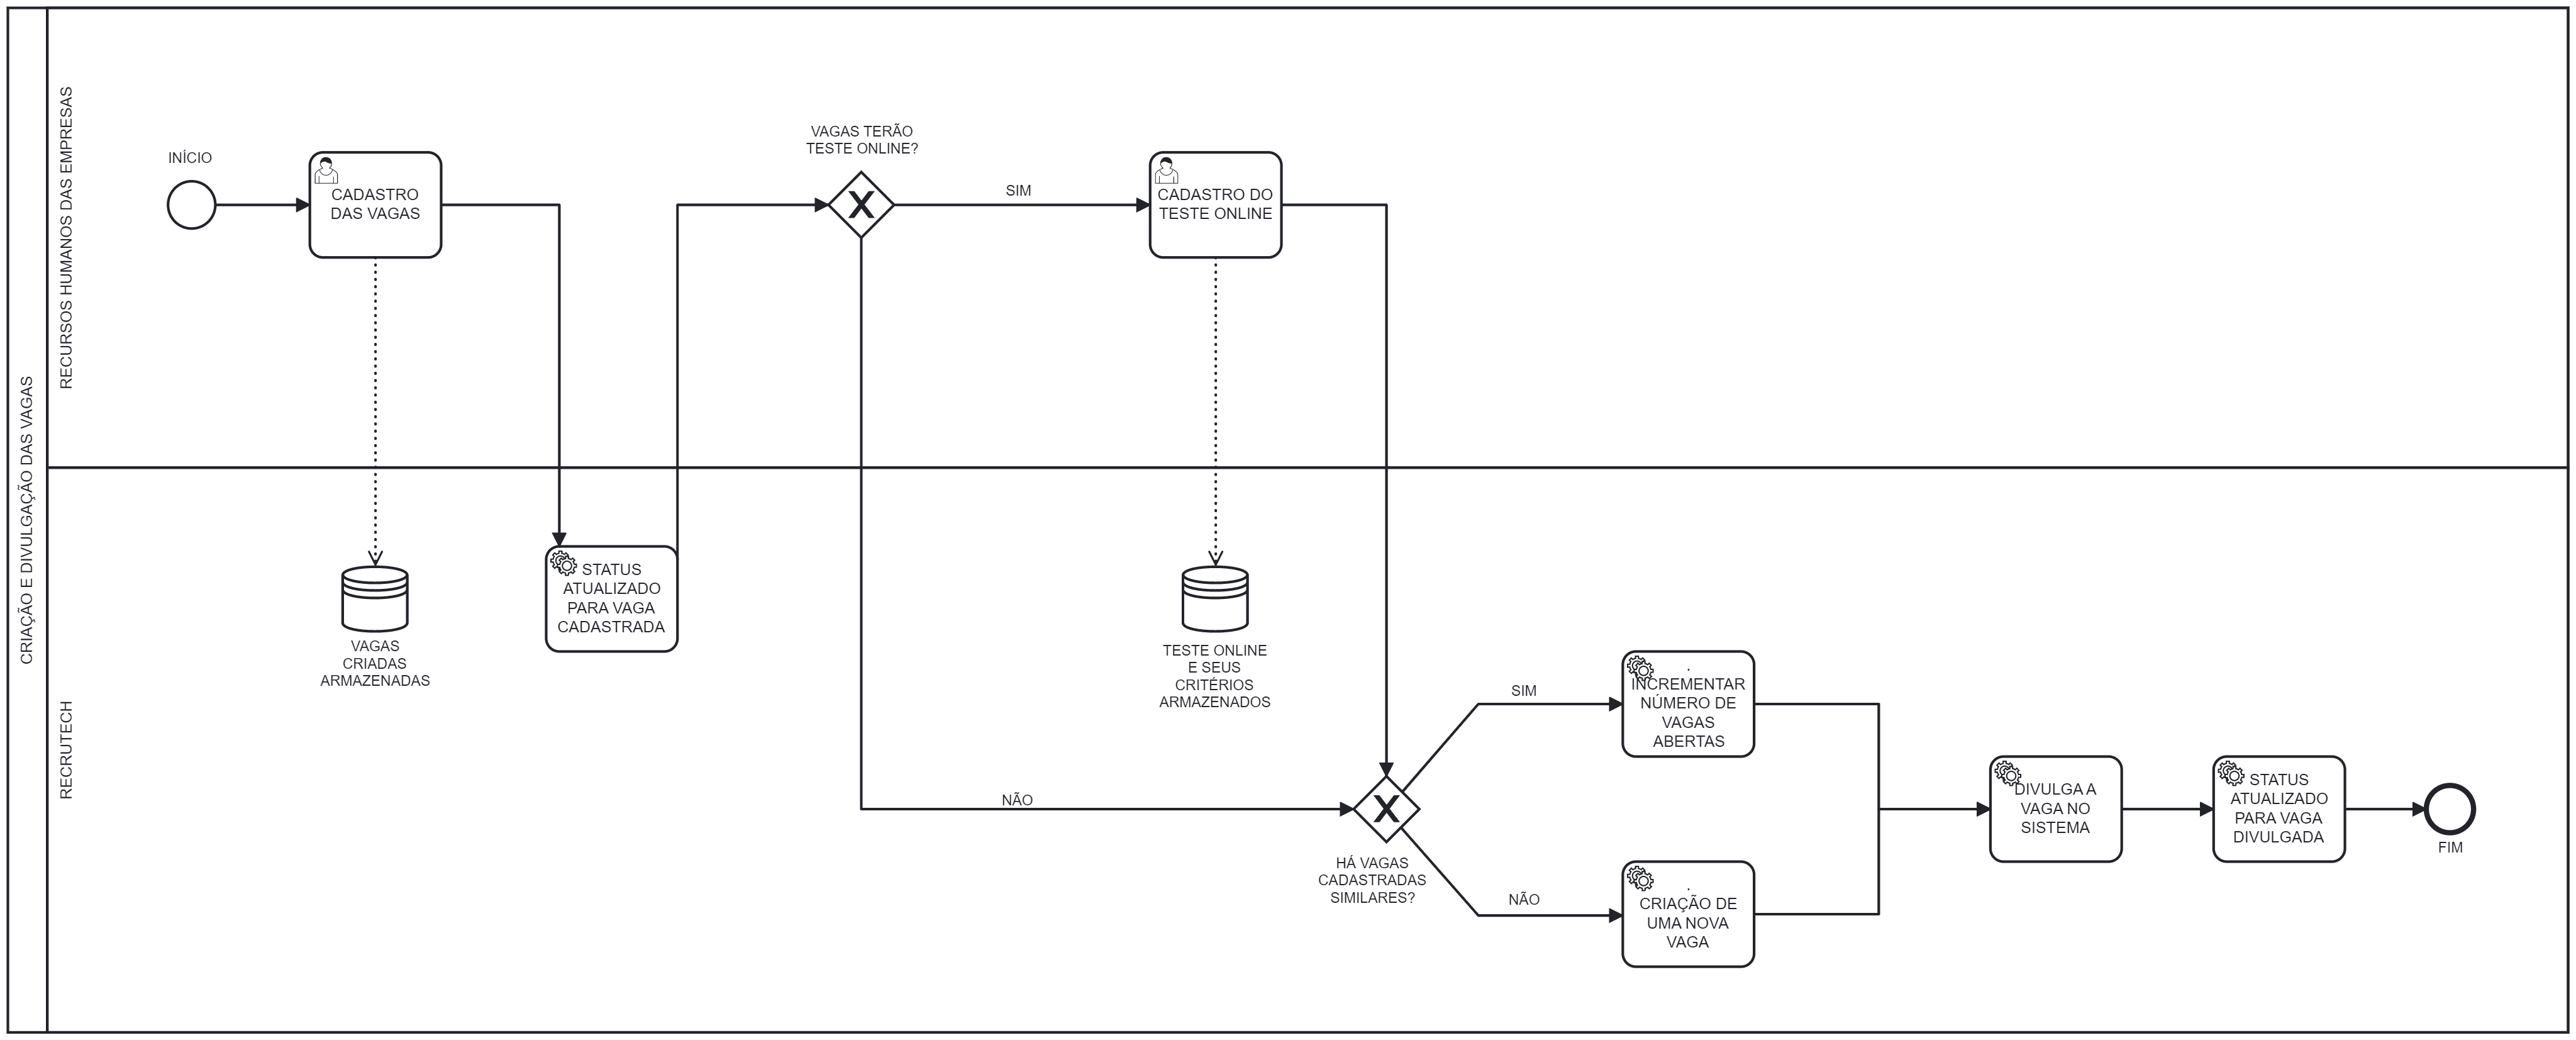 CRIAÇÃO E DIVULGAÇÃO DAS VAGAS
RECURSOS HUMANOS DAS EMPRESAS
INÍCIO
CADASTRO
DAS VAGAS
VAGAS TERÃO
TESTE ONLINE?
SIM
CADASTRO DO
TESTE ONLINE
RECRUTECH
VAGAS
CRIADAS
ARMAZENADAS
STATUS
ATUALIZADO
PARA VAGA
CADASTRADA
NÃO
TESTE ONLINE
E SEUS
CRITÉRIOS
ARMAZENADOS
HÁ VAGAS
CADASTRADAS
SIMILARES?
SIM
.
INCREMENTAR
NÚMERO DE
VAGAS
ABERTAS
NÃO
.
CRIAÇÃO DE
UMA NOVA
VAGA
DIVULGA A
VAGA NO
SISTEMA
STATUS
ATUALIZADO
PARA VAGA
DIVULGADA
FIM